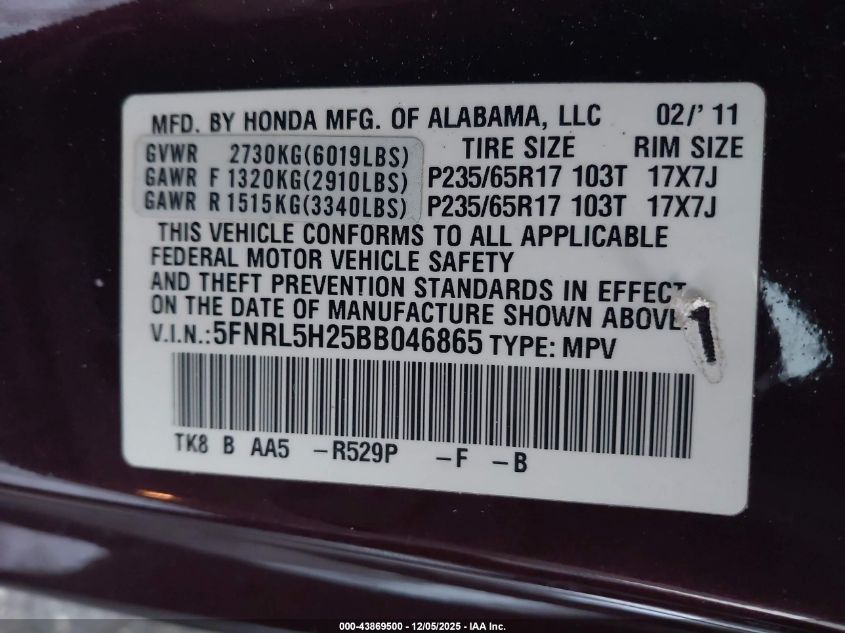 MFD. BY HONDA MFG. OF ALABAMA, LLC 02/' 11
TIRE SIZE RIM SIZE
GVWR 2730KG(6019LBS)
GAWR F 1320KG(2910LBS) P235/65R17 103T 17X7J
GAWR R 1515KG(3340LBS) P235/65R17 103T 17X7J
THIS VEHICLE CONFORMS TO ALL APPLICABLE
FEDERAL MOTOR VEHICLE SAFETY
AND THEFT PREVENTION STANDARDS IN EFFECT
ON THE DATE OF MANUFACTURE SHOWN ABOVE.
1
V.I.N.:5FNRL5H25BB046865 TYPE: MPV
TK8 B AA5 -R529P -F -B
000-43869500 - 12/05/2025 - IAA Inc.